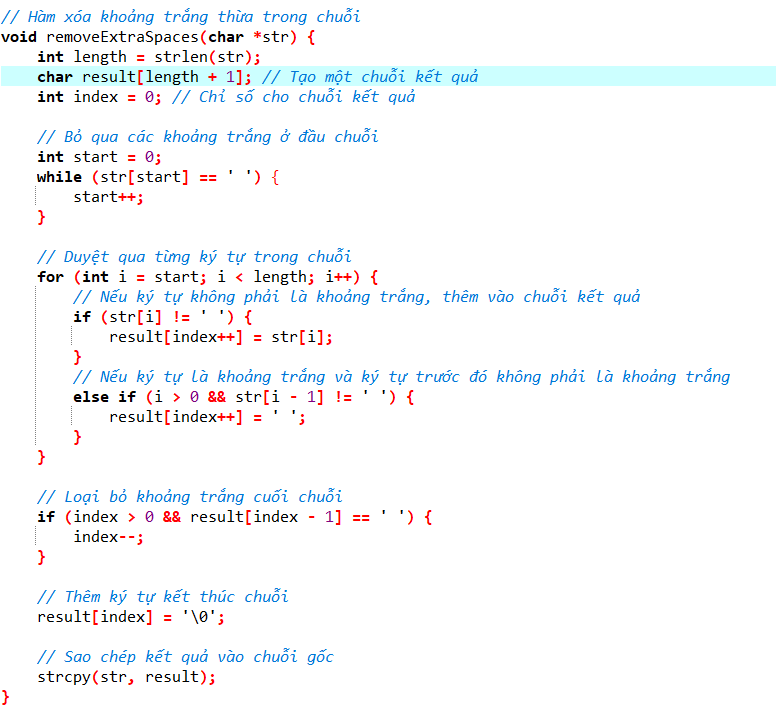 // Hàm xóa khoảng trắng thừa trong chuỗi
void removeExtraSpaces(char *str) {
    int length = strlen(str);
    char result[length + 1]; // Tạo một chuỗi kết quả
    int index = 0; // Chỉ số cho chuỗi kết quả

    // Bỏ qua các khoảng trắng ở đầu chuỗi
    int start = 0;
    while (str[start] == ' ') {
        start++;
    }

    // Duyệt qua từng ký tự trong chuỗi
    for (int i = start; i < length; i++) {
        // Nếu ký tự không phải là khoảng trắng, thêm vào chuỗi kết quả
        if (str[i] != ' ') {
            result[index++] = str[i];
        }
        // Nếu ký tự là khoảng trắng và ký tự trước đó không phải là khoảng trắng
        else if (i > 0 && str[i - 1] != ' ') {
            result[index++] = ' ';
        }
    }

    // Loại bỏ khoảng trắng cuối chuỗi
    if (index > 0 && result[index - 1] == ' ') {
        index--;
    }

    // Thêm ký tự kết thúc chuỗi
    result[index] = '\0';

    // Sao chép kết quả vào chuỗi gốc
    strcpy(str, result);
}